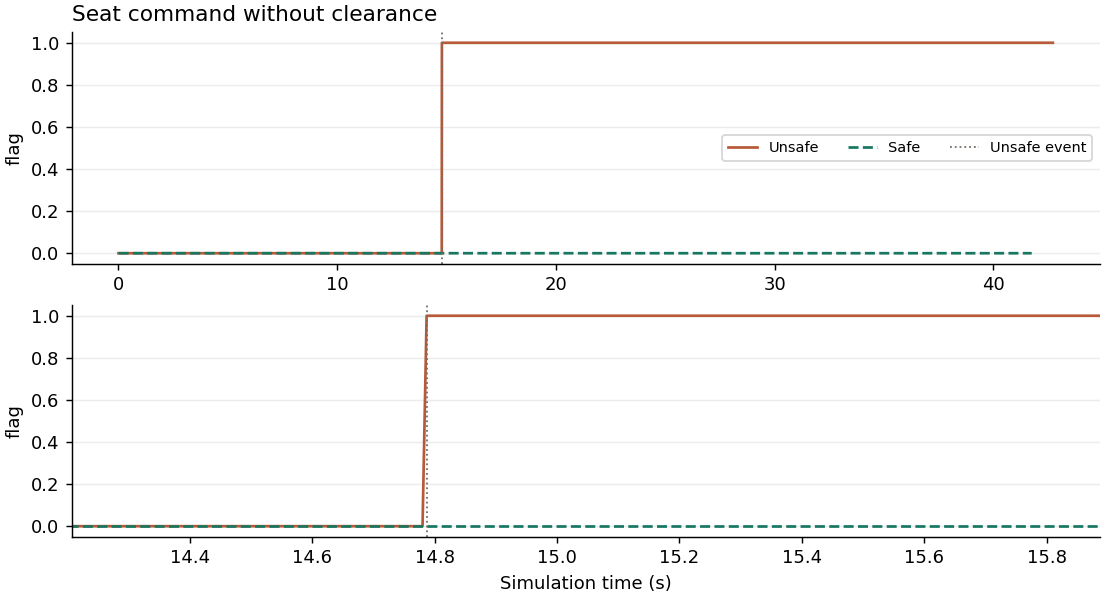 Seat command without clearance
1.0
0.8
0.6
0.4
0.2
0.0
flag
Unsafe Safe Unsafe event
0 10 20 30 40
1.0
0.8
0.6
0.4
0.2
0.0
flag
14.4 14.6 14.8 15.0 15.2 15.4 15.6 15.8
Simulation time (s)